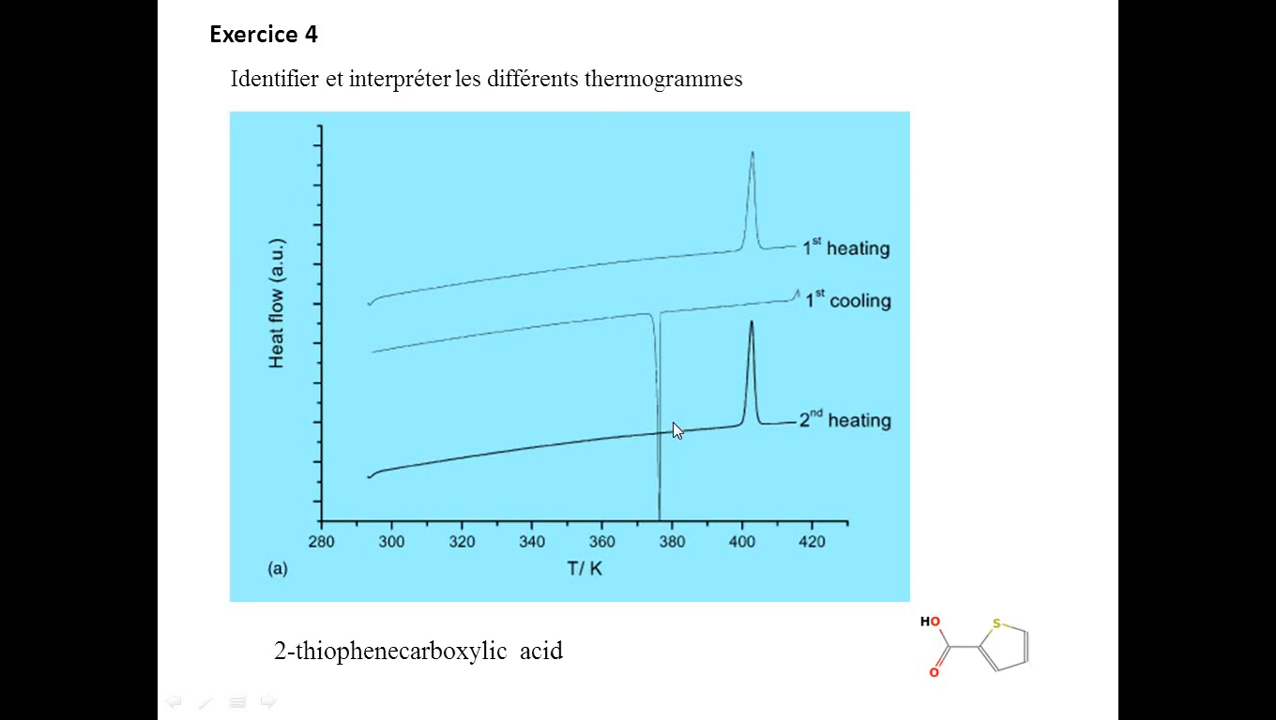 Exercice 4
Identifier et interpréter les différents thermogrammes
Heat flow (a.u.)
1st heating
1st cooling
2nd heating
280 300 320 340 360 380 400 420
(a) T/ K
2-thiophenecarboxylic acid
HO S
O